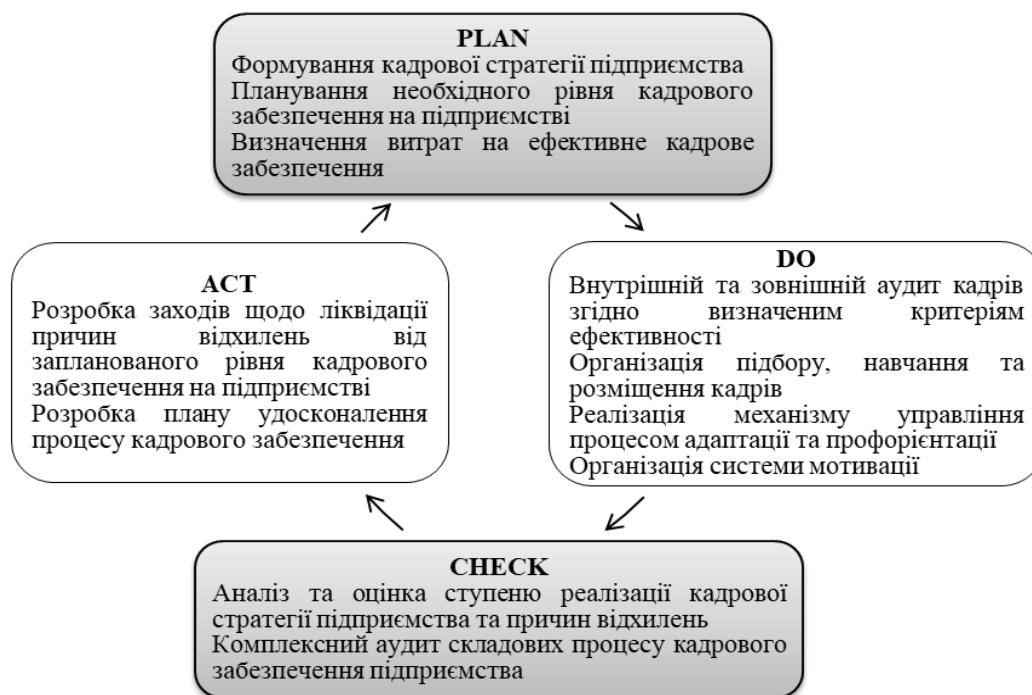 PLAN
Формування кадрової стратегії підприємства
Планування необхідного рівня кадрового
забезпечення на підприємстві
Визначення витрат на ефективне кадрове
забезпечення
DO
Внутрішній та зовнішній аудит кадрів
згідно визначеним критеріям
ефективності
Організація підбору, навчання та
розміщення кадрів
Реалізація механізму управління
процесом адаптації та профорієнтації
Організація системи мотивації
CHECK
Аналіз та оцінка ступеню реалізації кадрової
стратегії підприємства та причин відхилень
Комплексний аудит складових процесу кадрового
забезпечення підприємства
ACT
Розробка заходів щодо ліквідації
причин відхилень від
запланованого рівня кадрового
забезпечення на підприємстві
Розробка плану удосконалення
процесу кадрового забезпечення